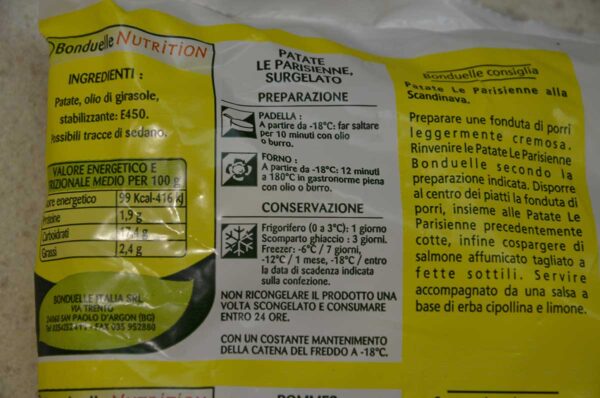 Bonduelle NUTRITION
INGREDIENTI :
Patate, olio di girasole,
stabilizzante: E450.
Possibili tracce di sedano.
VALORE ENERGETICO E
NUTRIZIONALE MEDIO PER 100 g
Valore energetico 99 Kcal-416 kJ
Proteine 1,9 g
Carboidrati 17,4 g
Grassi 2,4 g
BONDUELLE ITALIA SRL
VIA TRENTO
24060 SAN PAOLO D'ARGON (BG)
FAX 035 952880
PATATE
LE PARISIENNE,
SURGELATO
PREPARAZIONE
PADELLA :
A partire da -18°C: far saltare
per 10 minuti con olio
o burro.
FORNO :
A partire da -18°C: 12 minuti
a 180°C in gastronorme piena
con olio o burro.
CONSERVAZIONE
Frigorifero (0 a 3°C): 1 giorno
Scomparto ghiaccio : 3 giorni.
Freezer: -6°C / 7 giorni,
-12°C / 1 mese, -18°C / entro
la data di scadenza indicata
sulla confezione.
NON RICONGELARE IL PRODOTTO UNA
VOLTA SCONGELATO E CONSUMARE
ENTRO 24 ORE.
CON UN COSTANTE MANTENIMENTO
DELLA CATENA DEL FREDDO A -18°C.
Bonduelle consiglia
Patate Le Parisienne alla
Scandinava.
Preparare une fonduta di porri
leggermente cremosa.
Rinvenire le Patate Le Parisienne
Bonduelle secondo la
preparazione indicata. Disporre
al centro dei piatti la fonduta di
porri, insieme alle Patate Le
Parisienne precedentemente
cotte, infine cospargere di
salmone affumicato tagliato a
fette sottili. Servire
accompagnato da una salsa a
base di erba cipollina e limone.